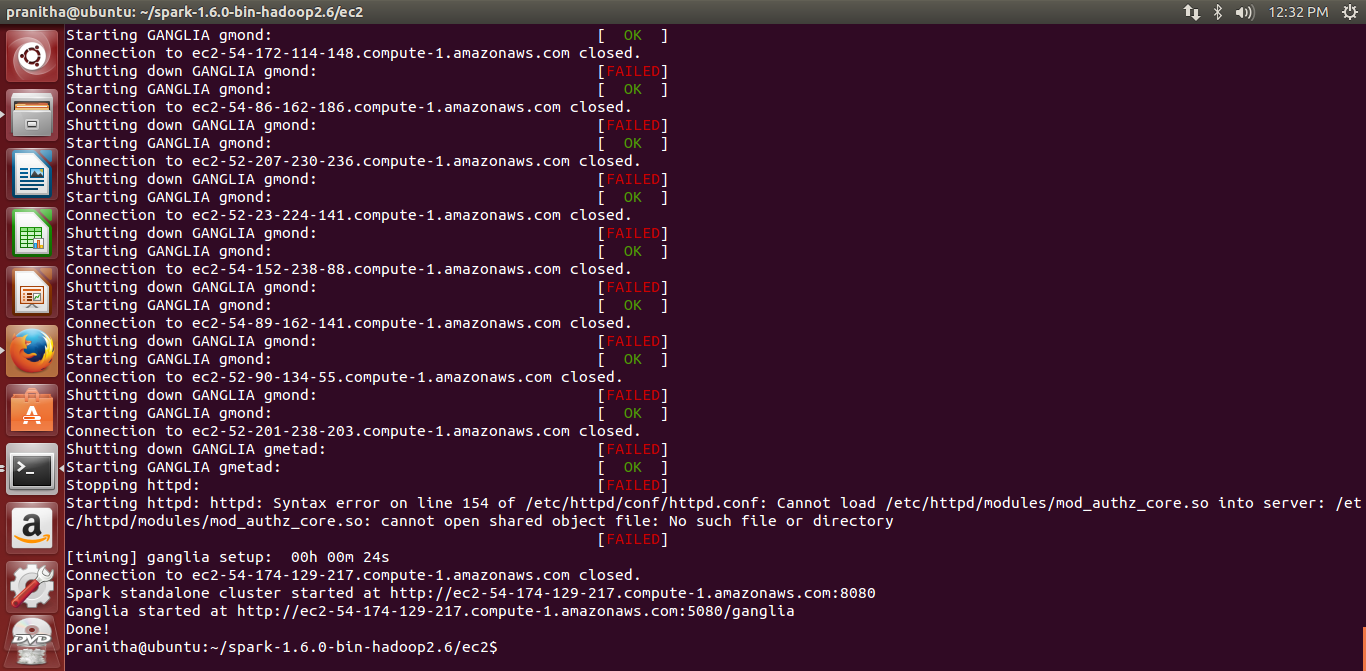 pranitha@ubuntu: ~/spark-1.6.0-bin-hadoop2.6/ec2
12:32 PM
Starting GANGLIA gmond: [ OK ]
Connection to ec2-54-172-114-148.compute-1.amazonaws.com closed.
Shutting down GANGLIA gmond: [FAILED]
Starting GANGLIA gmond: [ OK ]
Connection to ec2-54-86-162-186.compute-1.amazonaws.com closed.
Shutting down GANGLIA gmond: [FAILED]
Starting GANGLIA gmond: [ OK ]
Connection to ec2-52-207-230-236.compute-1.amazonaws.com closed.
Shutting down GANGLIA gmond: [FAILED]
Starting GANGLIA gmond: [ OK ]
Connection to ec2-52-23-224-141.compute-1.amazonaws.com closed.
Shutting down GANGLIA gmond: [FAILED]
Starting GANGLIA gmond: [ OK ]
Connection to ec2-54-152-238-88.compute-1.amazonaws.com closed.
Shutting down GANGLIA gmond: [FAILED]
Starting GANGLIA gmond: [ OK ]
Connection to ec2-54-89-162-141.compute-1.amazonaws.com closed.
Shutting down GANGLIA gmond: [FAILED]
Starting GANGLIA gmond: [ OK ]
Connection to ec2-52-90-134-55.compute-1.amazonaws.com closed.
Shutting down GANGLIA gmond: [FAILED]
Starting GANGLIA gmond: [ OK ]
Connection to ec2-52-201-238-203.compute-1.amazonaws.com closed.
Shutting down GANGLIA gmetad: [FAILED]
Starting GANGLIA gmetad: [ OK ]
Stopping httpd: [FAILED]
Starting httpd: httpd: Syntax error on line 154 of /etc/httpd/conf/httpd.conf: Cannot load /etc/httpd/modules/mod_authz_core.so into server: /et
c/httpd/modules/mod_authz_core.so: cannot open shared object file: No such file or directory
[FAILED]
[timing] ganglia setup:  00h 00m 24s
Connection to ec2-54-174-129-217.compute-1.amazonaws.com closed.
Spark standalone cluster started at http://ec2-54-174-129-217.compute-1.amazonaws.com:8080
Ganglia started at http://ec2-54-174-129-217.compute-1.amazonaws.com:5080/ganglia
Done!
pranitha@ubuntu:~/spark-1.6.0-bin-hadoop2.6/ec2$
A
>_
a
DVD